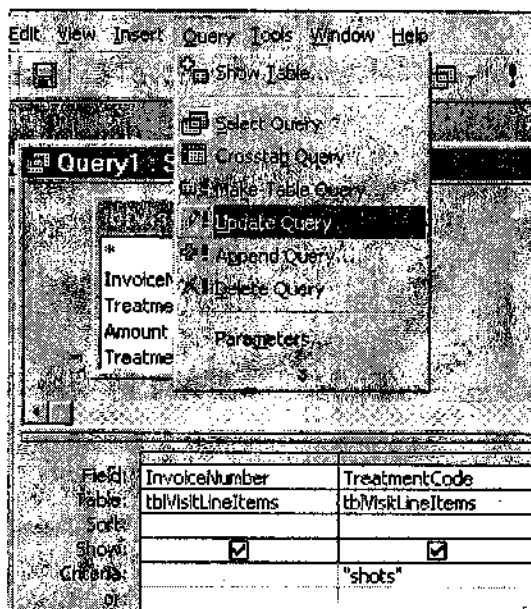 Edit View Insert Query Tools Window Help
Show Table...
Select Query
Crosstab Query
Make-Table Query...
Update Query
Append Query...
Delete Query
Parameters...
Query1 : S
*
InvoiceN
Treatme
Amount
Treatme
Field: InvoiceNumber TreatmentCode
Table: tblVisitLineItems tblVisitLineItems
Sort:
Show:
Criteria: "shots"
or: